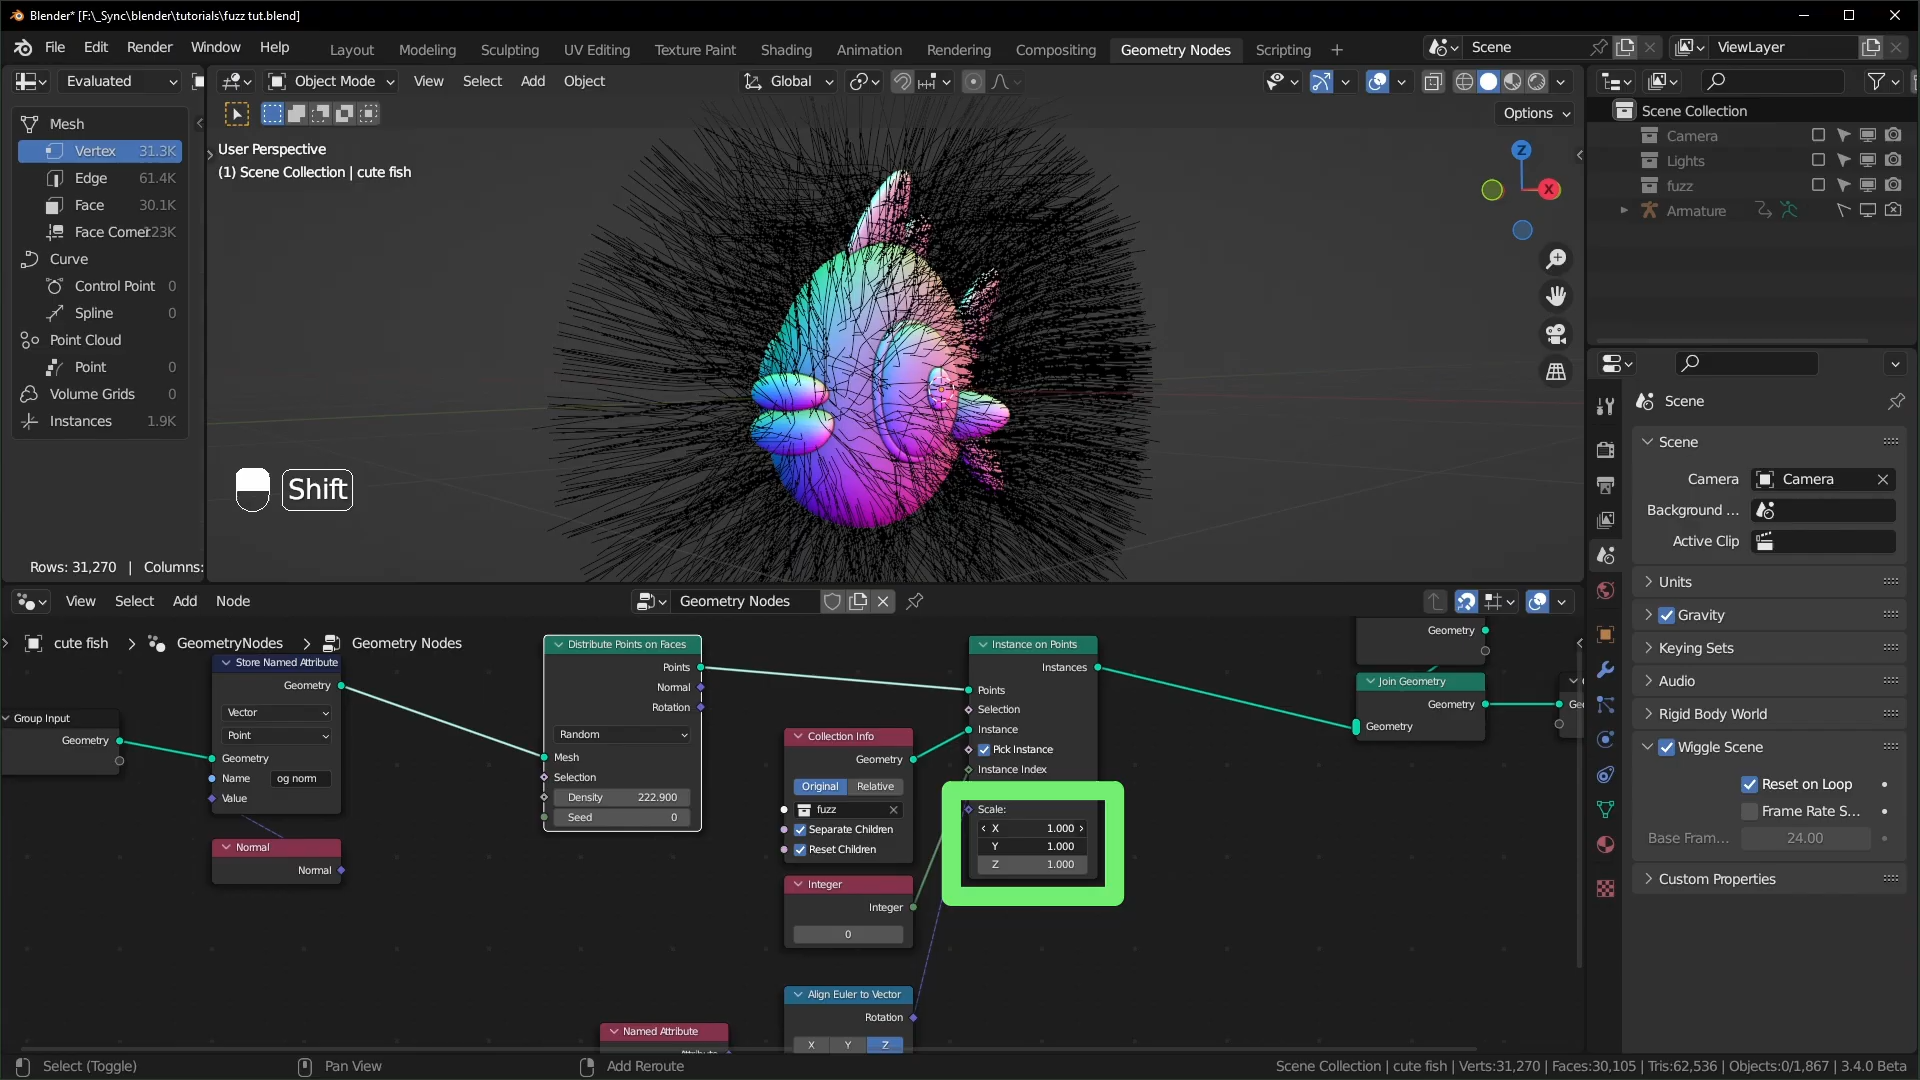 Blender* [F:\_Sync\blender\tutorials\fuzz tut.blend]
File Edit Render Window Help
Layout Modeling Sculpting UV Editing Texture Paint Shading Animation Rendering Compositing Geometry Nodes Scripting +
Scene
ViewLayer
Evaluated
Object Mode View Select Add Object
Global
Options
Mesh
Vertex 31.3K
Edge 61.4K
Face 30.1K
Face Corner 123K
Curve
Control Point 0
Spline 0
Point Cloud
Point 0
Volume Grids 0
Instances 1.9K
Rows: 31,270 | Columns:
User Perspective
(1) Scene Collection | cute fish
Z
X
Shift
Scene Collection
Camera
Lights
fuzz
Armature
Scene
Scene
Camera Camera
Background ...
Active Clip
Units
Gravity
Keying Sets
Audio
Rigid Body World
Wiggle Scene
Reset on Loop
Frame Rate S...
Base Fram... 24.00
Custom Properties
View Select Add Node
Geometry Nodes
cute fish > GeometryNodes > Geometry Nodes
Group Input
Geometry
Store Named Attribute
Geometry
Vector
Point
Geometry
Name og norm
Value
Normal
Normal
Distribute Points on Faces
Points
Normal
Rotation
Random
Mesh
Selection
Density 222.900
Seed 0
Collection Info
Geometry
Original Relative
fuzz
Separate Children
Reset Children
Integer
Integer
0
Align Euler to Vector
Rotation
X Y Z
Named Attribute
Instance on Points
Instances
Points
Selection
Instance
Pick Instance
Instance Index
Scale:
X 1.000
Y 1.000
Z 1.000
Geometry
Join Geometry
Geometry
Geometry
Select (Toggle)
Pan View
Add Reroute
Scene Collection | cute fish | Verts:31,270 | Faces:30,105 | Tris:62,536 | Objects:0/1,867 | 3.4.0 Beta